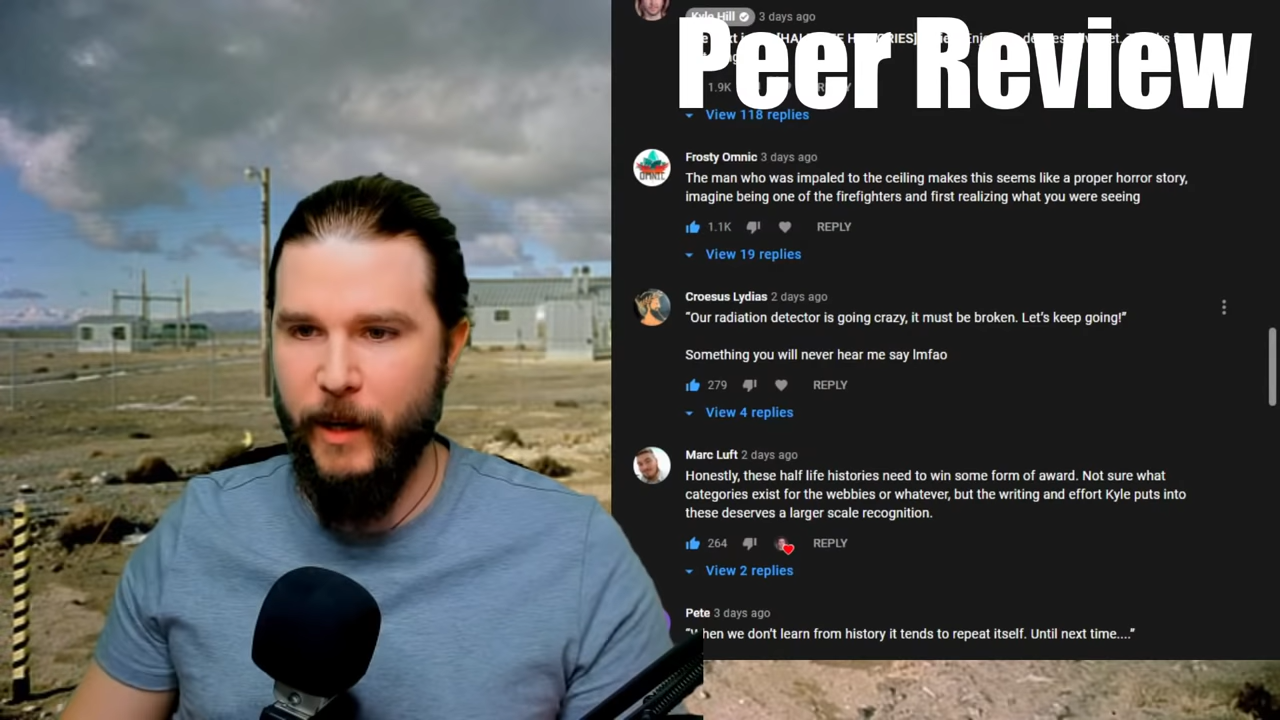 Peer Review
Kyle Hill 3 days ago
1.9K
View 118 replies
Frosty Omnic 3 days ago
The man who was impaled to the ceiling makes this seems like a proper horror story,
imagine being one of the firefighters and first realizing what you were seeing
1.1K REPLY
View 19 replies
Croesus Lydias 2 days ago
“Our radiation detector is going crazy, it must be broken. Let’s keep going!”
Something you will never hear me say lmfao
279 REPLY
View 4 replies
Marc Luft 2 days ago
Honestly, these half life histories need to win some form of award. Not sure what
categories exist for the webbies or whatever, but the writing and effort Kyle puts into
these deserves a larger scale recognition.
264 REPLY
View 2 replies
Pete 3 days ago
“When we don’t learn from history it tends to repeat itself. Until next time....”